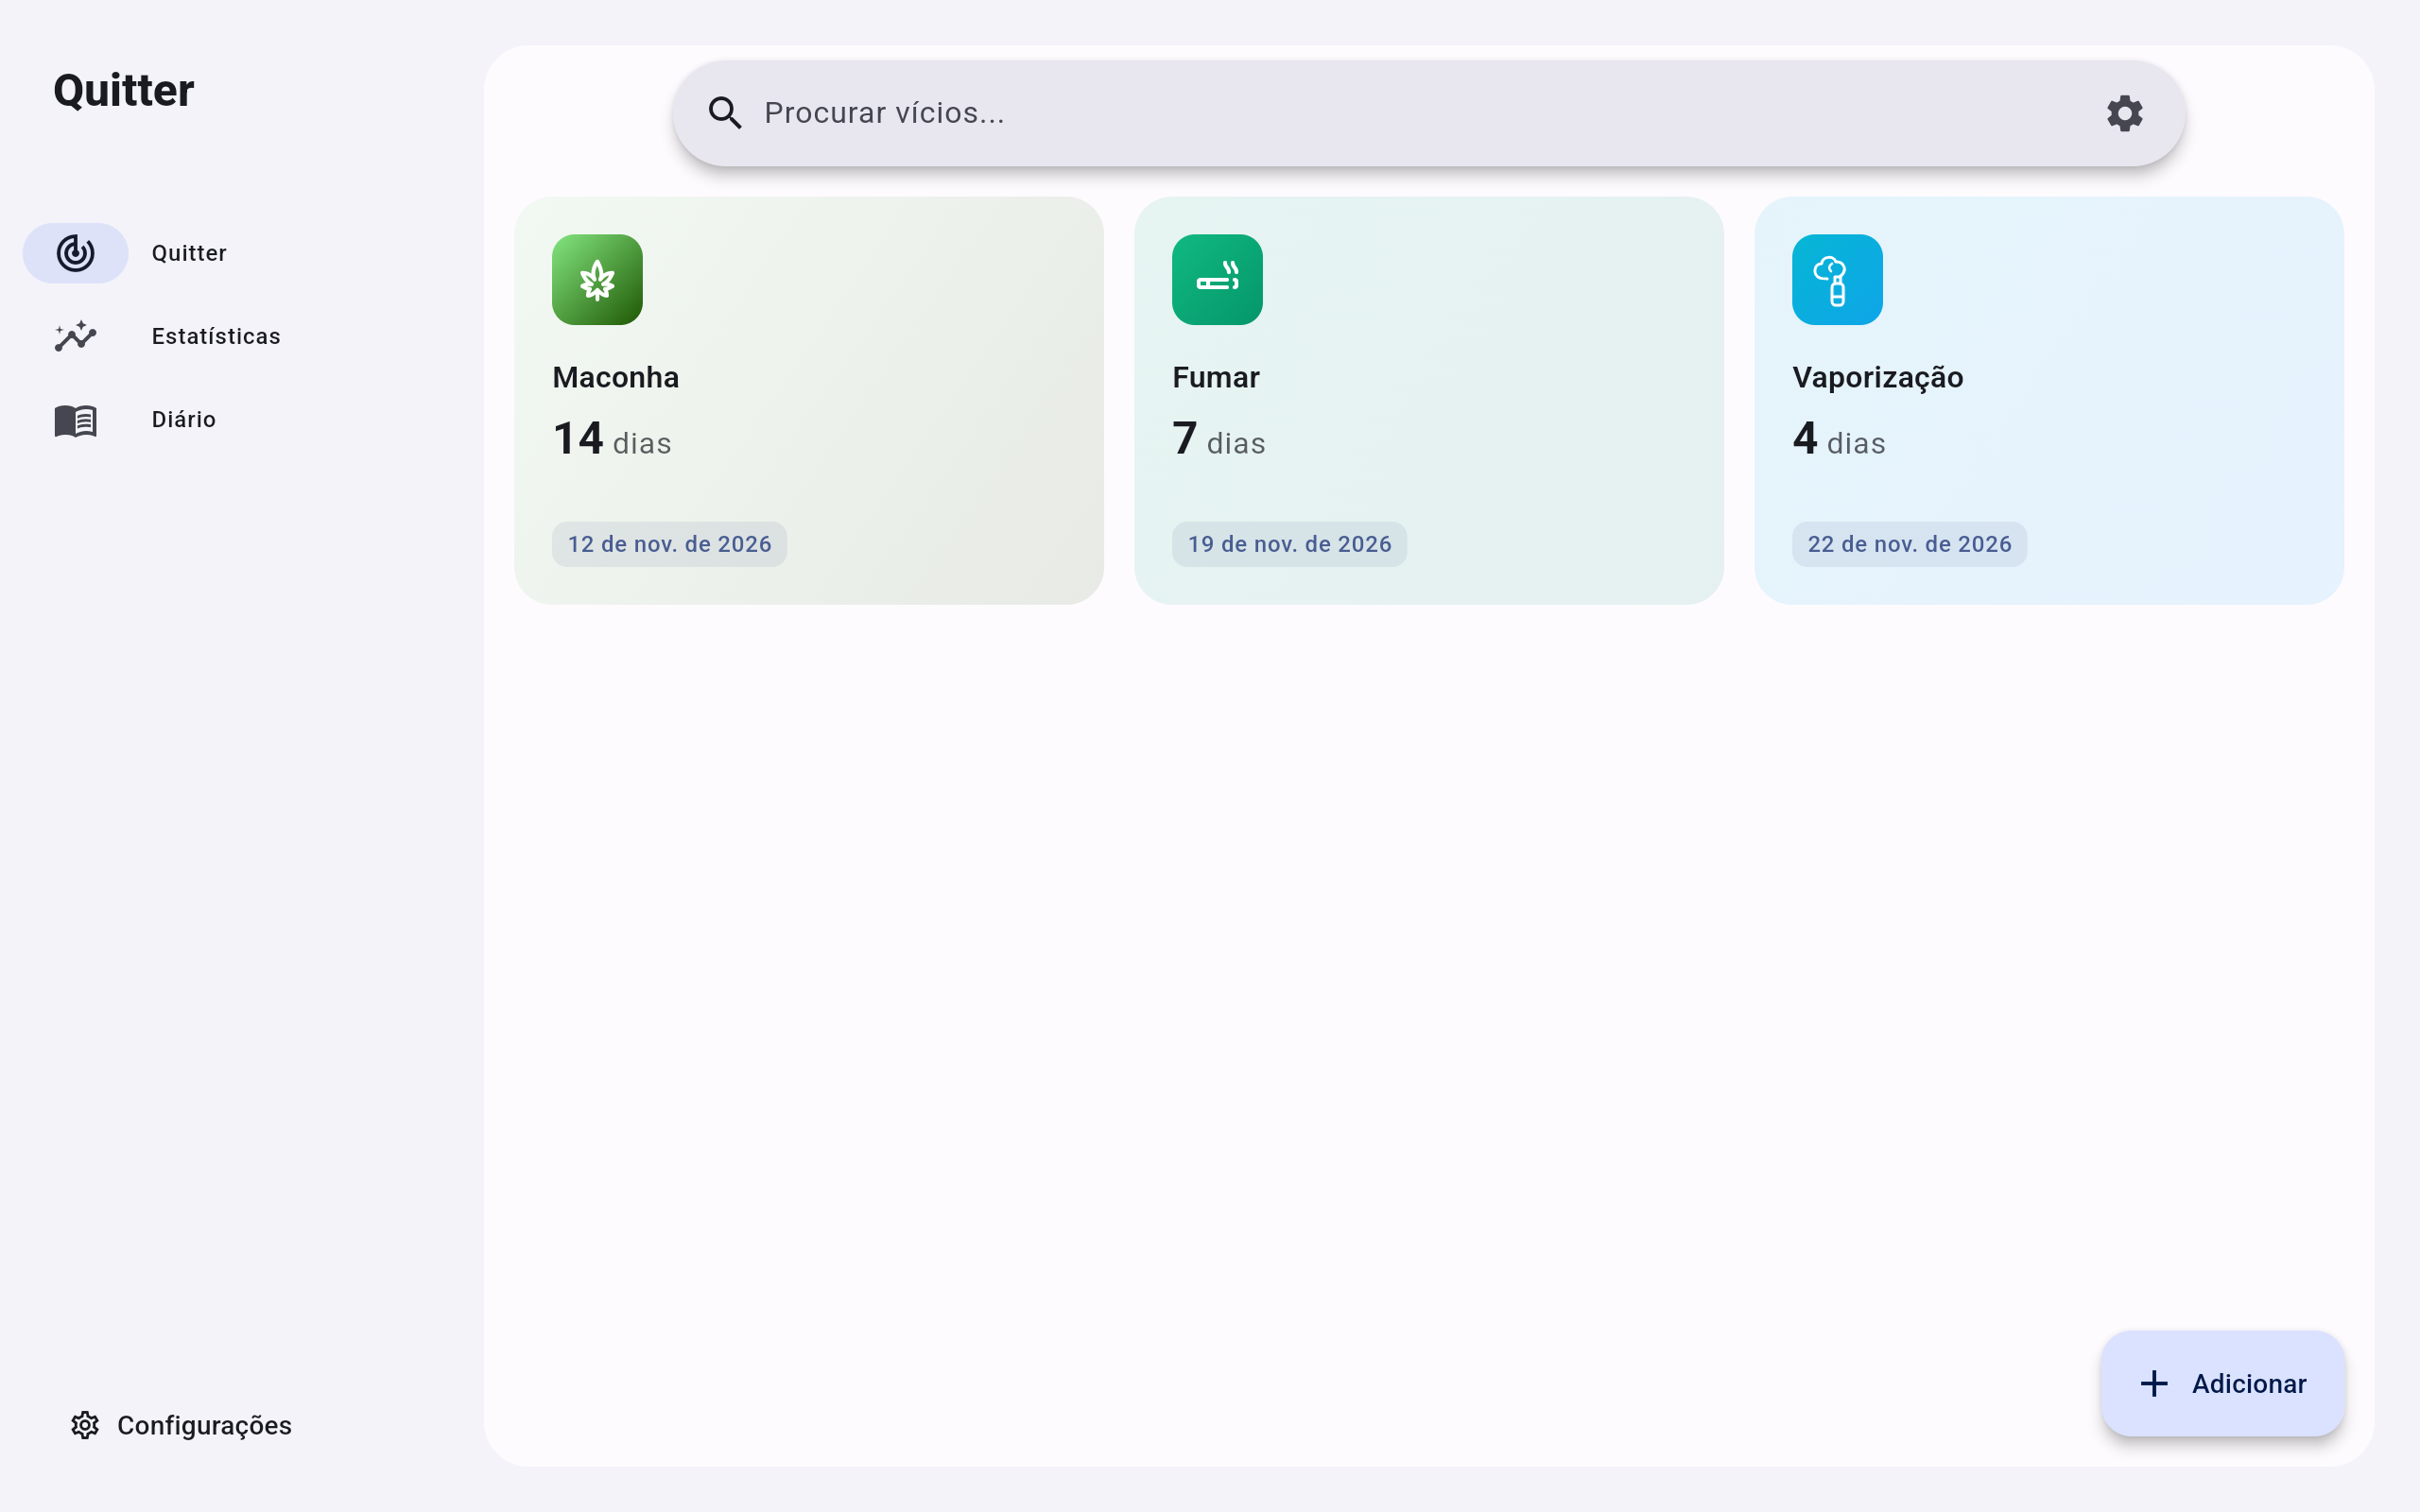 Quitter
Quitter
Estatísticas
Diário
Configurações
Procurar vícios...
Maconha
14 dias
12 de nov. de 2026
Fumar
7 dias
19 de nov. de 2026
Vaporização
4 dias
22 de nov. de 2026
Adicionar